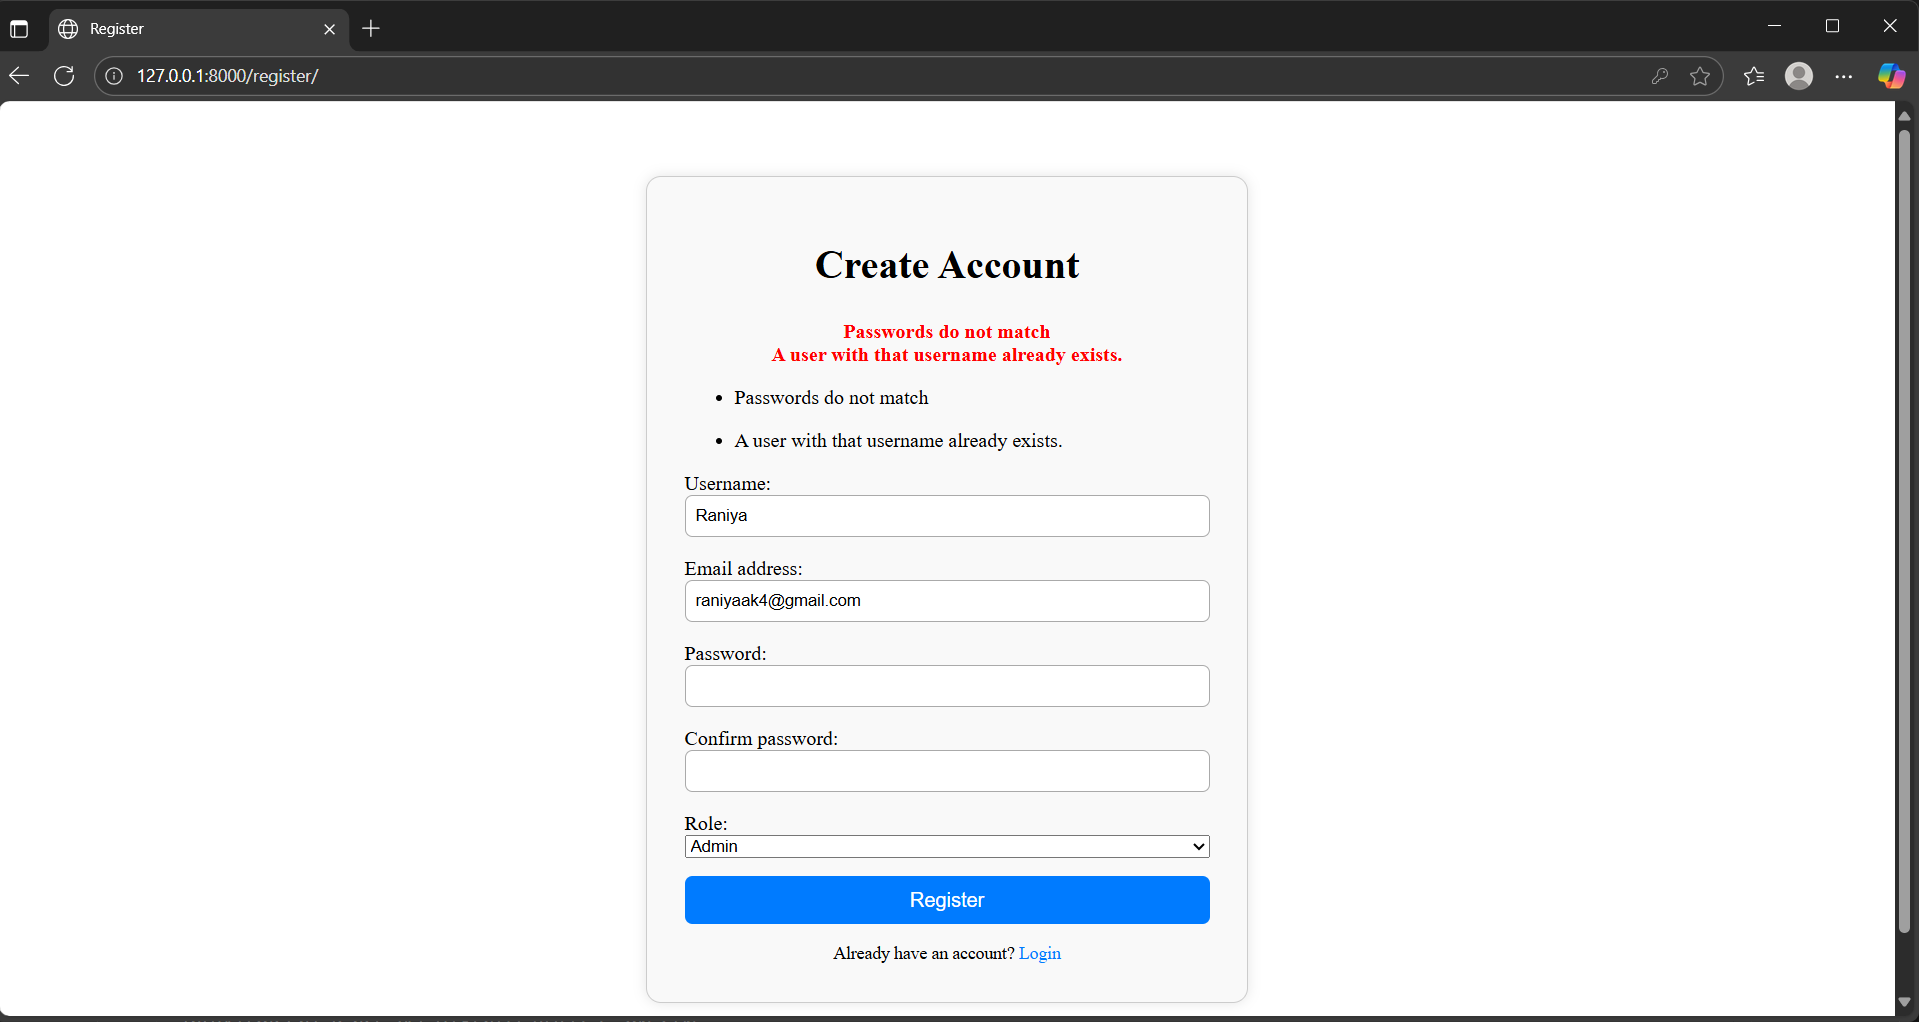 Register
127.0.0.1:8000/register/
Create Account
Passwords do not match
A user with that username already exists.
Passwords do not match
A user with that username already exists.
Username:
Raniya
Email address:
raniyaak4@gmail.com
Password:
Confirm password:
Role:
Admin
Register
Already have an account? Login